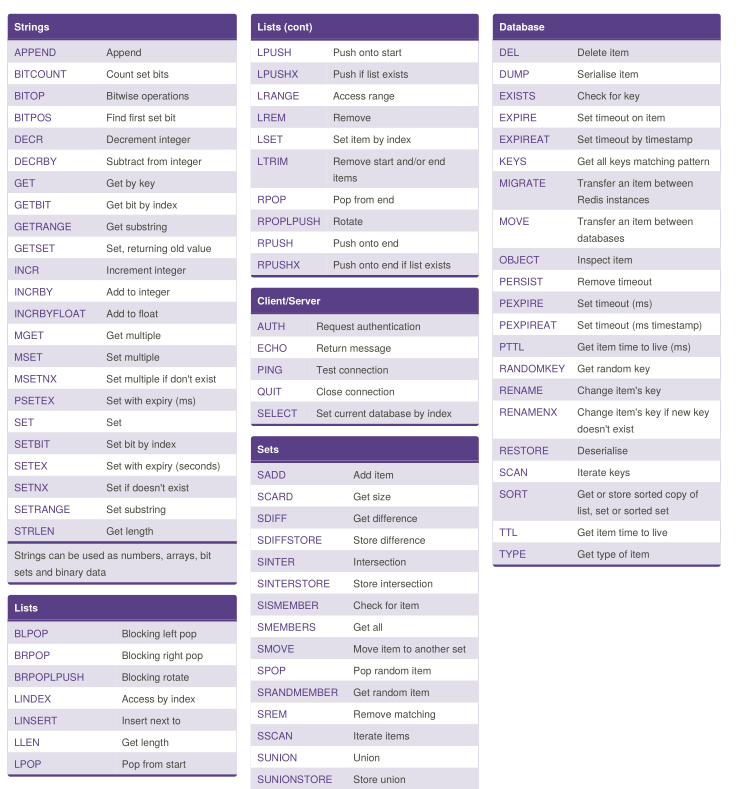 Strings
APPEND Append
BITCOUNT Count set bits
BITOP Bitwise operations
BITPOS Find first set bit
DECR Decrement integer
DECRBY Subtract from integer
GET Get by key
GETBIT Get bit by index
GETRANGE Get substring
GETSET Set, returning old value
INCR Increment integer
INCRBY Add to integer
INCRBYFLOAT Add to float
MGET Get multiple
MSET Set multiple
MSETNX Set multiple if don't exist
PSETEX Set with expiry (ms)
SET Set
SETBIT Set bit by index
SETEX Set with expiry (seconds)
SETNX Set if doesn't exist
SETRANGE Set substring
STRLEN Get length
Strings can be used as numbers, arrays, bit
sets and binary data
Lists
BLPOP Blocking left pop
BRPOP Blocking right pop
BRPOPLPUSH Blocking rotate
LINDEX Access by index
LINSERT Insert next to
LLEN Get length
LPOP Pop from start
Lists (cont)
LPUSH Push onto start
LPUSHX Push if list exists
LRANGE Access range
LREM Remove
LSET Set item by index
LTRIM Remove start and/or end
items
RPOP Pop from end
RPOPLPUSH Rotate
RPUSH Push onto end
RPUSHX Push onto end if list exists
Client/Server
AUTH Request authentication
ECHO Return message
PING Test connection
QUIT Close connection
SELECT Set current database by index
Sets
SADD Add item
SCARD Get size
SDIFF Get difference
SDIFFSTORE Store difference
SINTER Intersection
SINTERSTORE Store intersection
SISMEMBER Check for item
SMEMBERS Get all
SMOVE Move item to another set
SPOP Pop random item
SRANDMEMBER Get random item
SREM Remove matching
SSCAN Iterate items
SUNION Union
SUNIONSTORE Store union
Database
DEL Delete item
DUMP Serialise item
EXISTS Check for key
EXPIRE Set timeout on item
EXPIREAT Set timeout by timestamp
KEYS Get all keys matching pattern
MIGRATE Transfer an item between
Redis instances
MOVE Transfer an item between
databases
OBJECT Inspect item
PERSIST Remove timeout
PEXPIRE Set timeout (ms)
PEXPIREAT Set timeout (ms timestamp)
PTTL Get item time to live (ms)
RANDOMKEY Get random key
RENAME Change item's key
RENAMENX Change item's key if new key
doesn't exist
RESTORE Deserialise
SCAN Iterate keys
SORT Get or store sorted copy of
list, set or sorted set
TTL Get item time to live
TYPE Get type of item